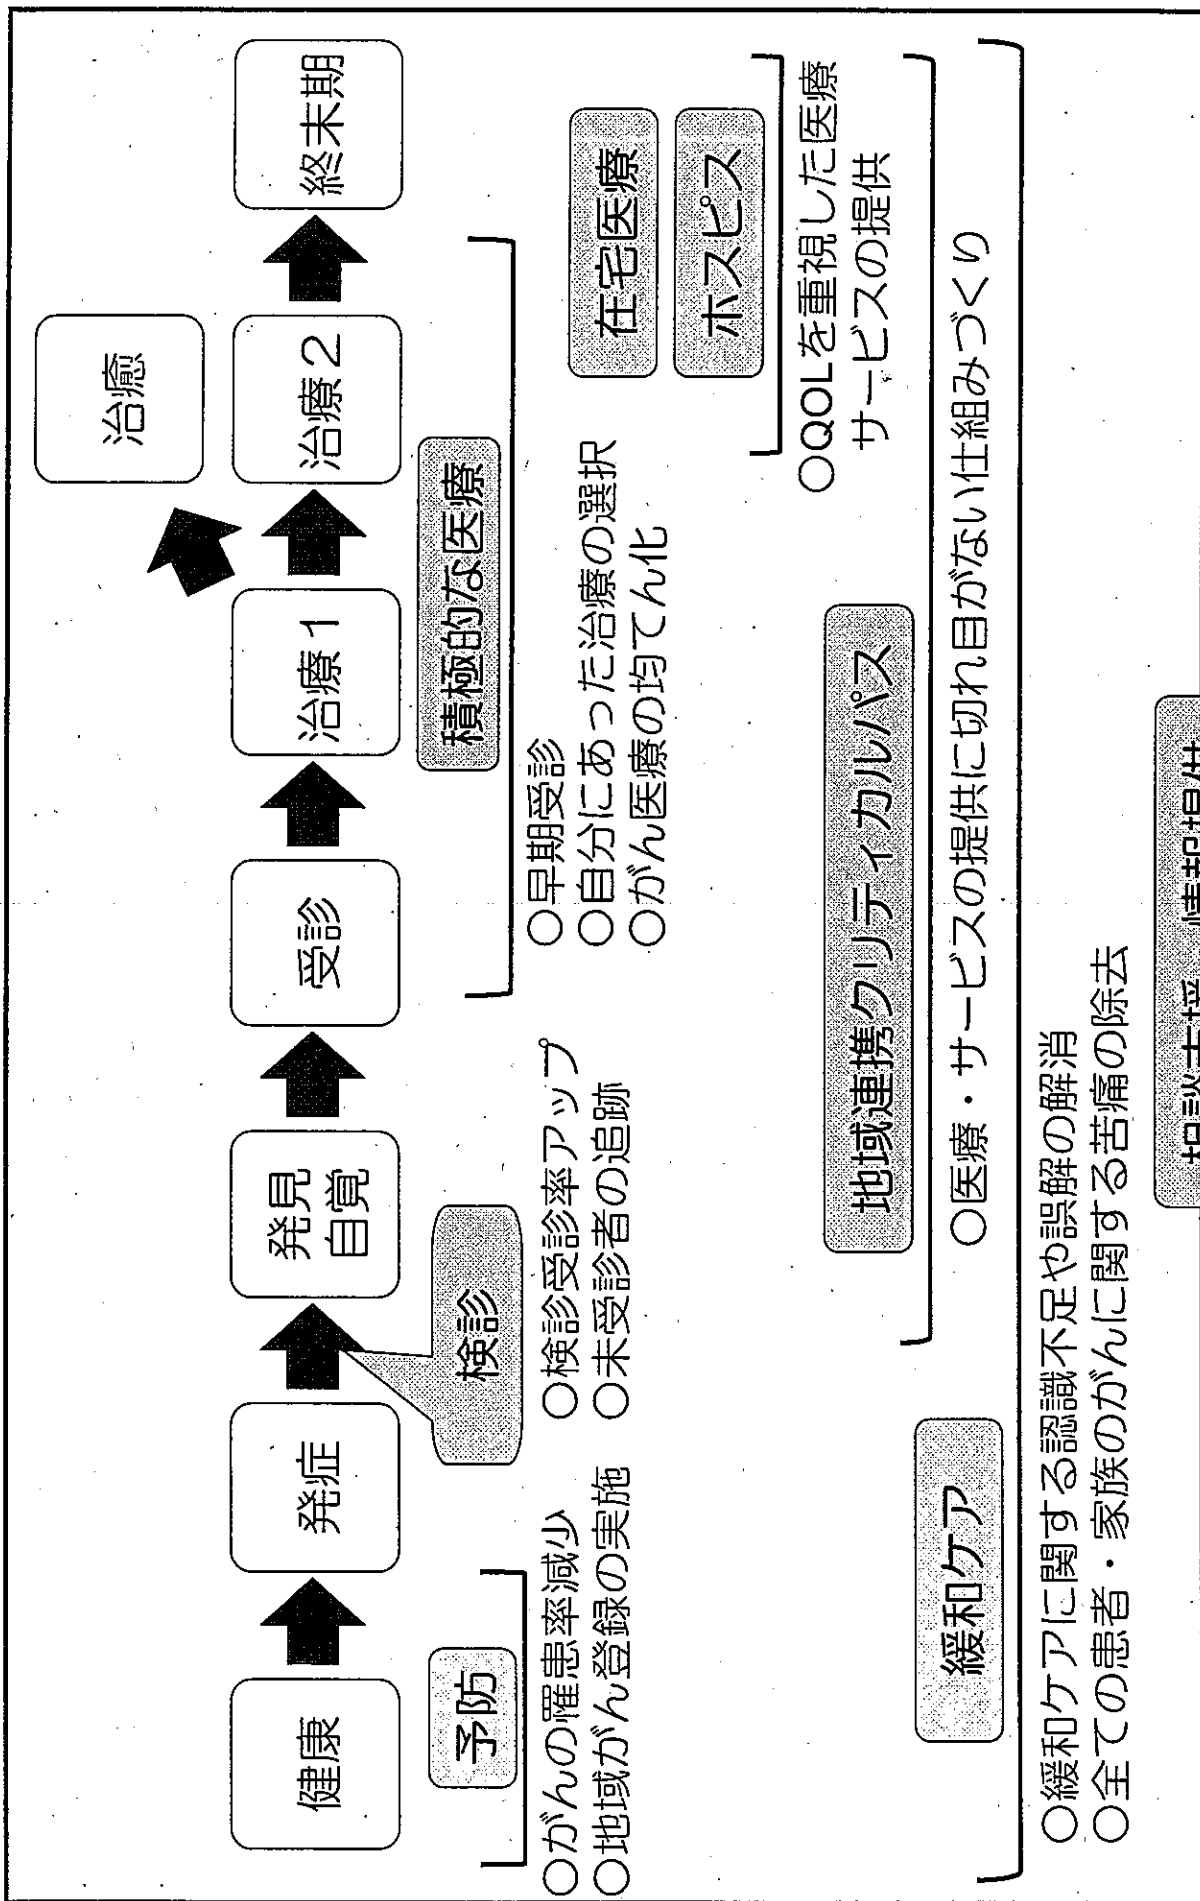 治癒
健康
発症
発見
自覚
受診
治療1
治療2
終末期
予防
検診
積極的な医療
○がんの罹患率減少
○地域がん登録の実施
○検診受診率アップ
○未受診者の追跡
○早期受診
○自分にあった治療の選択
○がん医療の均てん化
在宅医療
ホスピス
○QOLを重視した医療
サービスの提供
地域連携クリティカルパス
○医療・サービスの提供に切れ目がない仕組みづくり
緩和ケア
○緩和ケアに関する認識不足や誤解の解消
○全ての患者・家族のがんに関する苦痛の除去